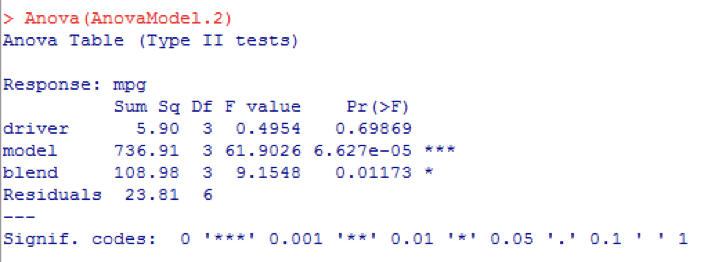 > Anova(AnovaModel.2)
Anova Table (Type II tests)
Response: mpg
Sum Sq Df F value Pr(>F)
driver 5.90 3 0.4954 0.69869
model 736.91 3 61.9026 6.627e-05 ***
blend 108.98 3 9.1548 0.01173 *
Residuals 23.81 6
---
Signif. codes: 0 '***' 0.001 '**' 0.01 '*' 0.05 '.' 0.1 ' ' 1